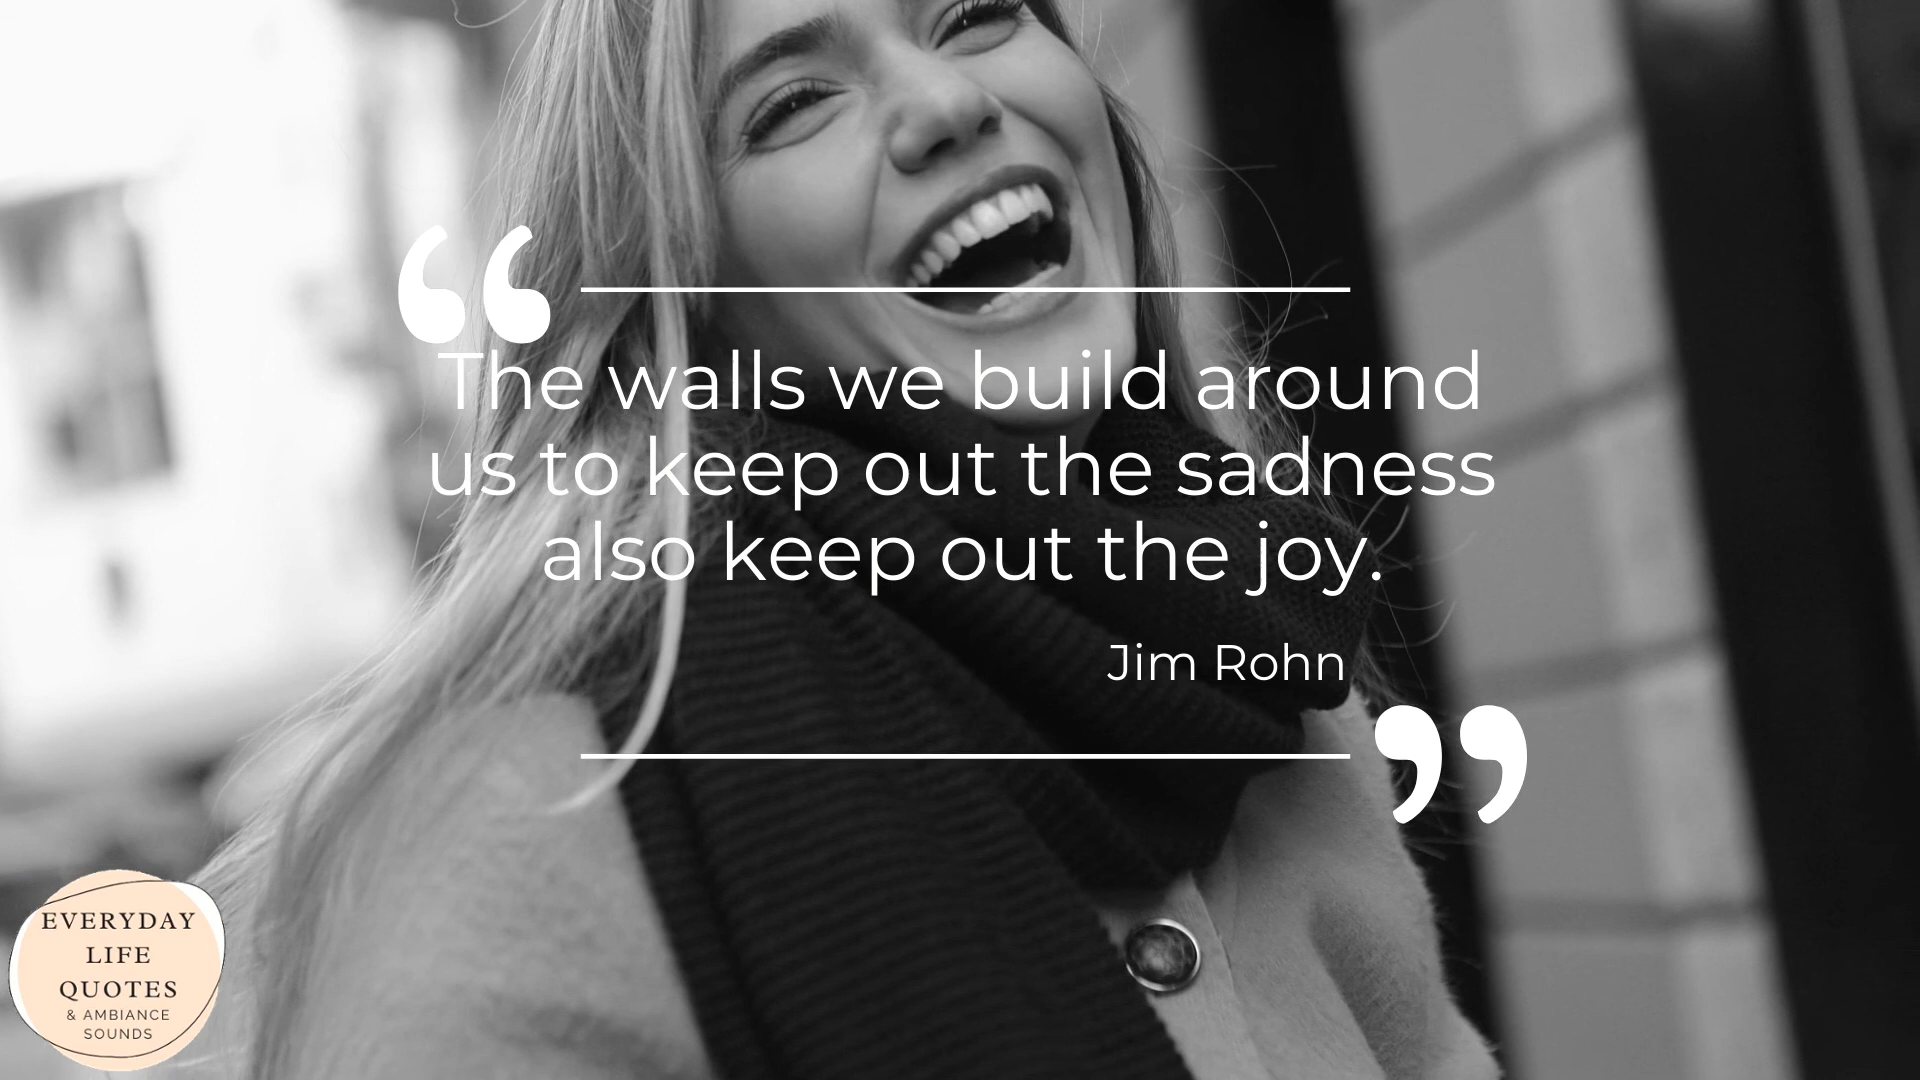 “
The walls we build around
us to keep out the sadness
also keep out the joy.
Jim Rohn
”
EVERYDAY
LIFE
QUOTES
& AMBIANCE
SOUNDS